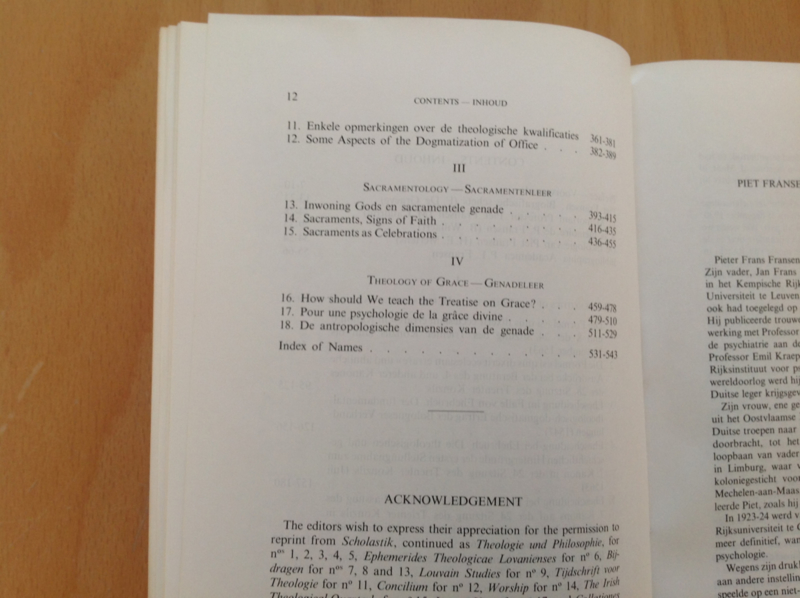 12
CONTENTS — INHOUD
11. Enkele opmerkingen over de theologische kwalificaties 361-381
12. Some Aspects of the Dogmatization of Office . . . 382-389
III
SACRAMENTOLOGY — SACRAMENTENLEER
13. Inwoning Gods en sacramentele genade . . . . . 393-415
14. Sacraments, Signs of Faith . . . . . . . . 416-435
15. Sacraments as Celebrations . . . . . . . . 436-455
IV
THEOLOGY OF GRACE — GENADELEER
16. How should We teach the Treatise on Grace? . . . 459-478
17. Pour une psychologie de la grâce divine . . . . . 479-510
18. De antropologische dimensies van de genade . . . 511-529
Index of Names . . . . . . . . . . . . 531-543
ACKNOWLEDGEMENT
The editors wish to express their appreciation for the permission to
reprint from Scholastik, continued as Theologie und Philosophie, for
nos 1, 2, 3, 4, 5, Ephemerides Theologicae Lovanienses for nº 6, Bij-
dragen for nos 7, 8 and 13, Louvain Studies for nº 9, Tijdschrift voor
Theologie for nº 11, Concilium for nº 12, Worship for nº 14, The Irish
PIET FRANSE
Pieter Frans Fransen
Zijn vader, Jan Frans
in het Kempische Rijk
Universiteit te Leuven
ook had toegelegd op
Hij publiceerde trouwe
werking met Professor
de psychiatrie aan de
Professor Emil Kraep
Rijksinstituut voor ps
wereldoorlog werd hij
Duitse leger krijgsgev
Zijn vrouw, ene ge
uit het Oostvlaamse
Duitse troepen naar
doorbracht, tot het
loopbaan van vader
in Limburg, waar v
koloniegesticht voor
Mechelen-aan-Maas
leerde Piet, zoals hij
In 1923-24 werd v
Rijksuniversiteit te G
meer definitief, war
psychologie.
Wegens zijn drukl
aan andere instelling
speelde op een niet-